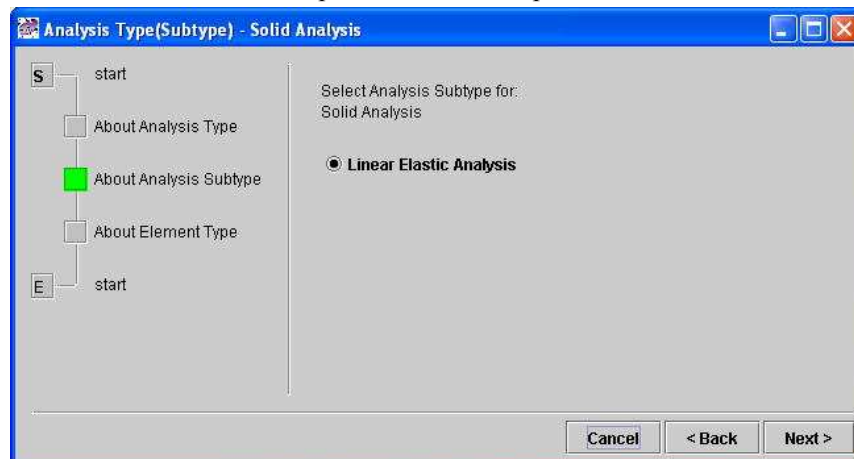 Analysis Type(Subtype) - Solid Analysis
S start
About Analysis Type
About Analysis Subtype
About Element Type
E start
Select Analysis Subtype for:
Solid Analysis
Linear Elastic Analysis
Cancel < Back Next >